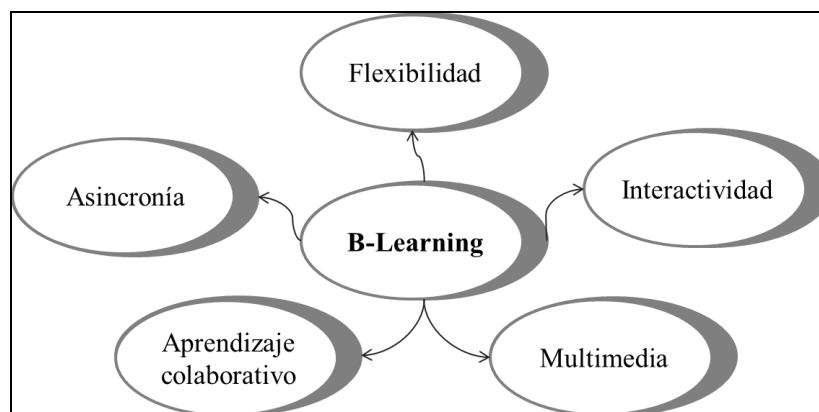 Flexibilidad
Asincronía
Interactividad
B-Learning
Aprendizaje
colaborativo
Multimedia